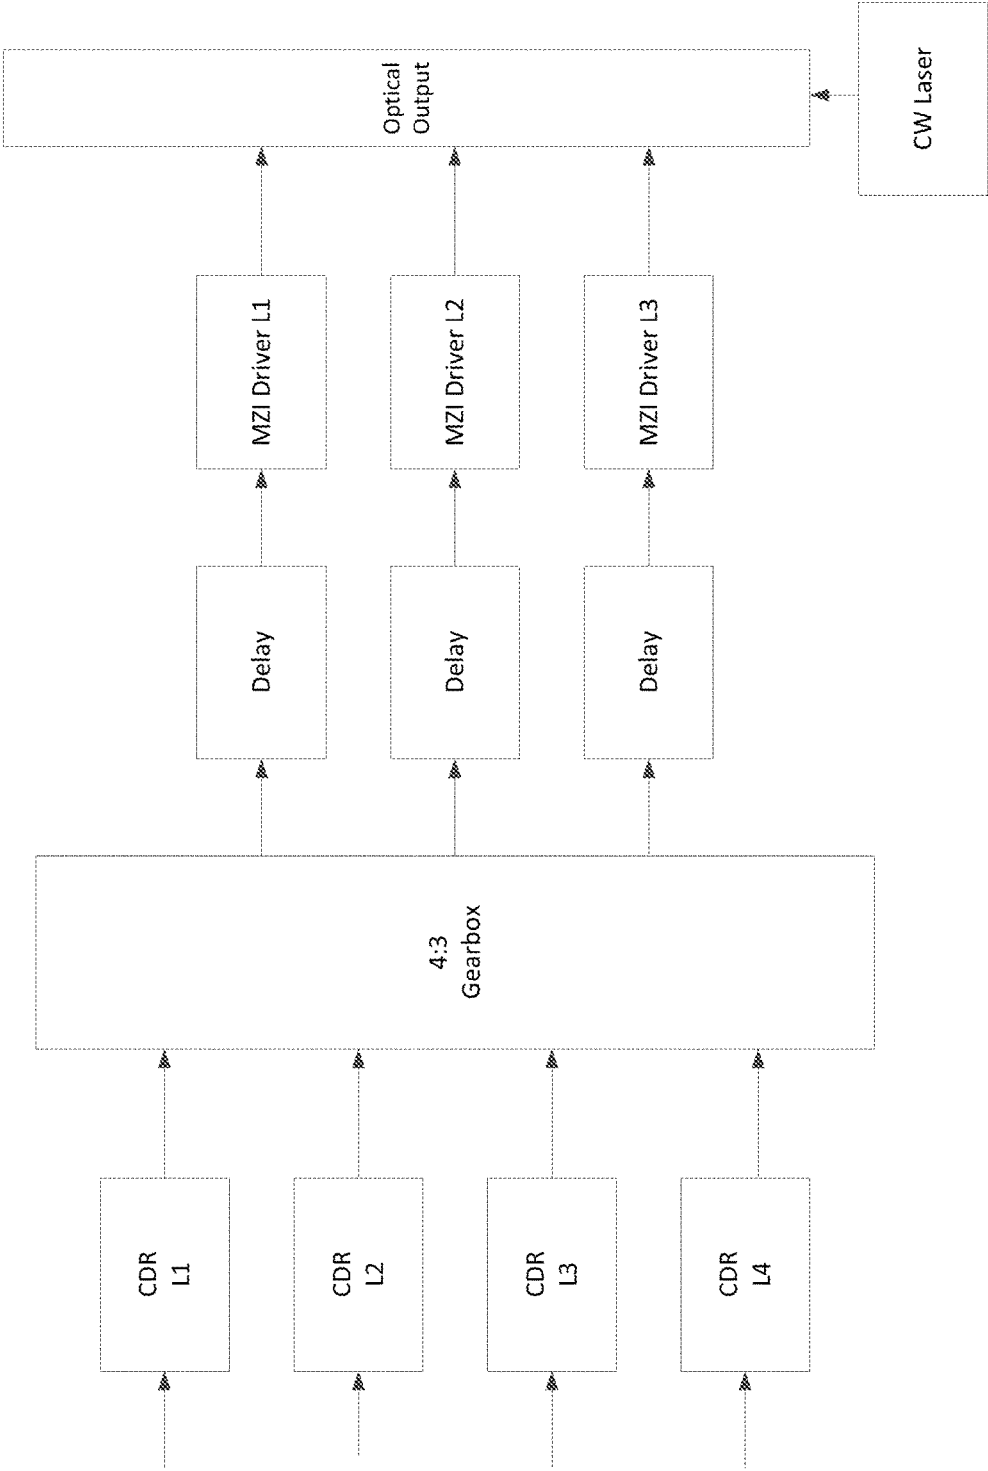 CDR
L1
CDR
L2
CDR
L3
CDR
L4
4:3
Gearbox
Delay
Delay
Delay
MZI Driver L1
MZI Driver L2
MZI Driver L3
Optical
Output
CW Laser